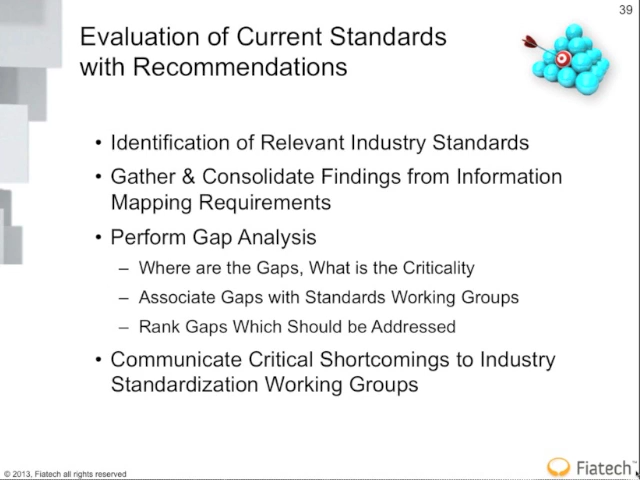 39
Evaluation of Current Standards
with Recommendations
• Identification of Relevant Industry Standards
• Gather & Consolidate Findings from Information
Mapping Requirements
• Perform Gap Analysis
– Where are the Gaps, What is the Criticality
– Associate Gaps with Standards Working Groups
– Rank Gaps Which Should be Addressed
• Communicate Critical Shortcomings to Industry
Standardization Working Groups
© 2013, Fiatech all rights reserved
Fiatech™